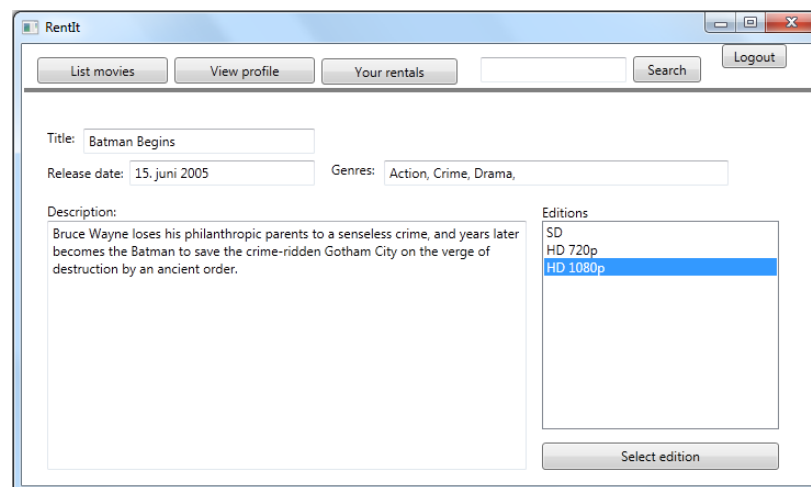 RentIt
List movies View profile Your rentals Search Logout
Title: Batman Begins
Release date: 15. juni 2005 Genres: Action, Crime, Drama,
Description:
Bruce Wayne loses his philanthropic parents to a senseless crime, and years later
becomes the Batman to save the crime-ridden Gotham City on the verge of
destruction by an ancient order.
Editions
SD
HD 720p
HD 1080p
Select edition